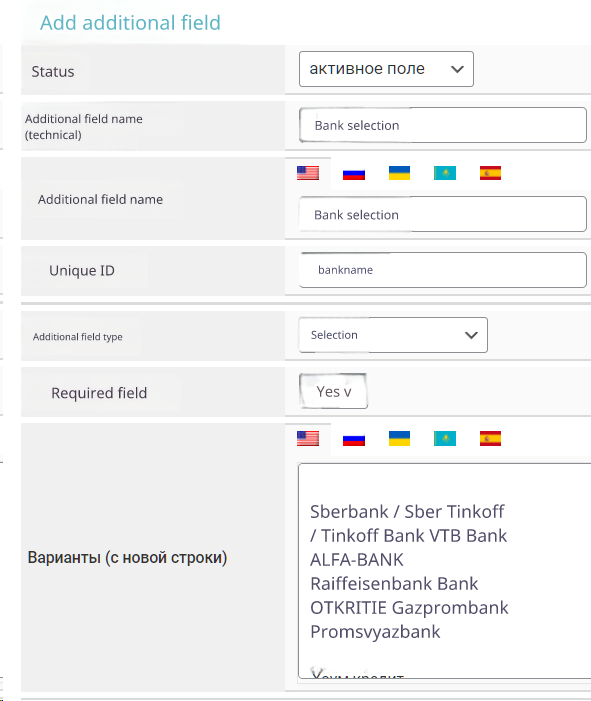 Add additional field
Status
активное поле
Additional field name
(technical)
Bank selection
Additional field name
Bank selection
Unique ID
bankname
Additional field type
Selection
Required field
Yes v
Варианты (с новой строки)
Sberbank / Sber Tinkoff
/ Tinkoff Bank VTB Bank
ALFA-BANK
Raiffeisenbank Bank
OTKRITIE Gazprombank
Promsvyazbank
кредит